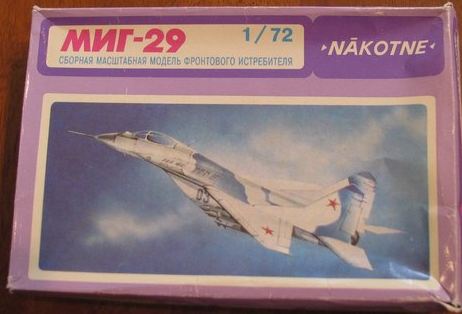 МИГ-29 1/72
NĀKOTNE
СБОРНАЯ МАСШТАБНАЯ МОДЕЛЬ ФРОНТОВОГО ИСТРЕБИТЕЛЯ